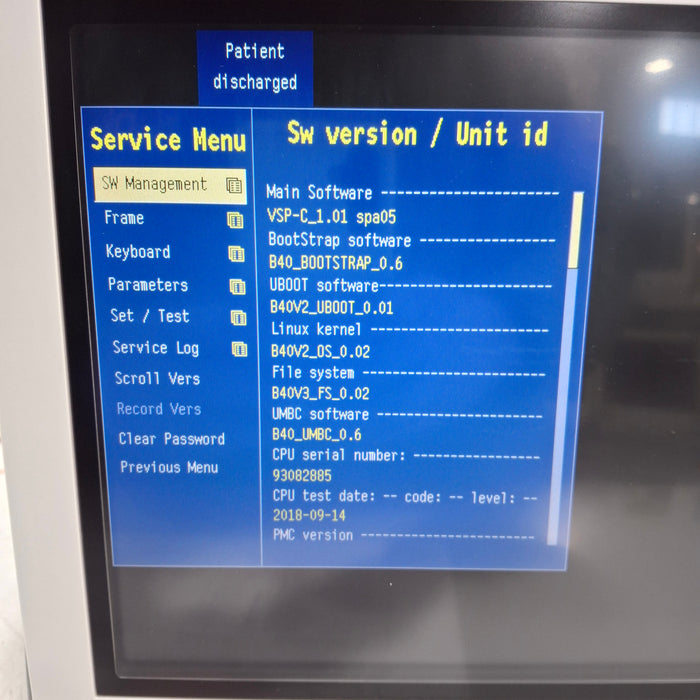 Patient
discharged
Service Menu
SW Management
Frame
Keyboard
Parameters
Set / Test
Service Log
Scroll Vers
Record Vers
Clear Password
Previous Menu
Sw version / Unit id
Main Software --------------------
VSP-C_1.01 spa05
BootStrap software ---------------
B40_BOOTSTRAP_0.6
UBOOT software--------------------
B40V2_UBOOT_0.01
Linux kernel ---------------------
B40V2_OS_0.02
File system ----------------------
B40V3_FS_0.02
UMBC software --------------------
B40_UMBC_0.6
CPU serial number: ---------------
93082885
CPU test date: -- code: -- level: --
2018-09-14
PMC version ----------------------